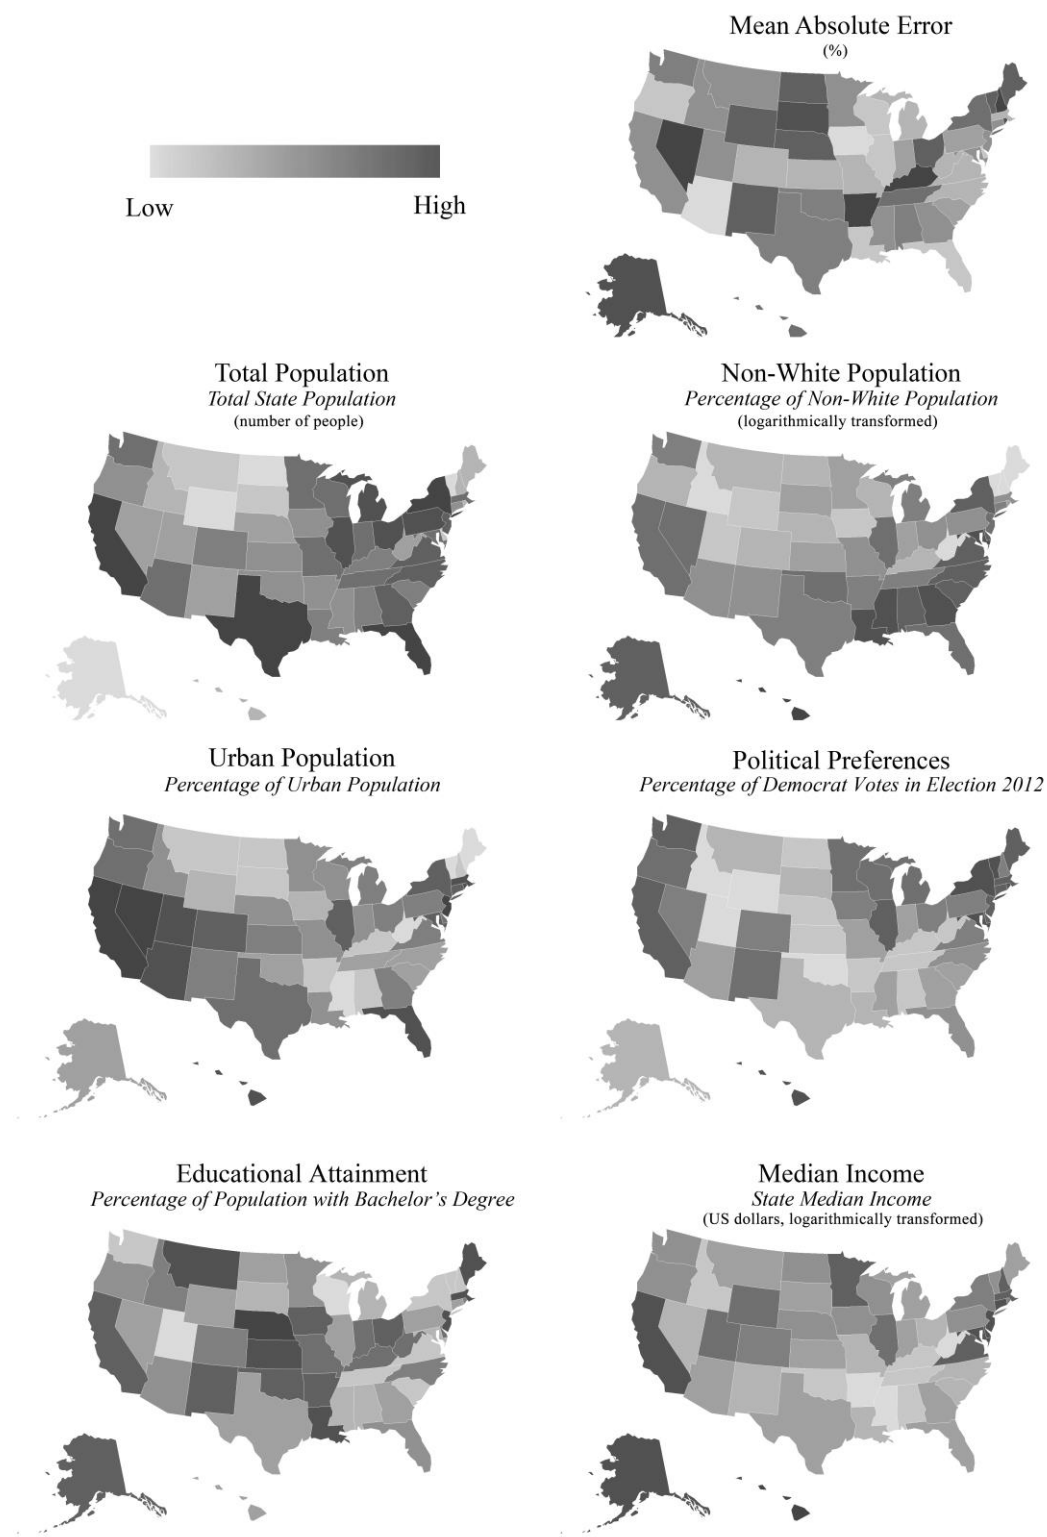 Mean Absolute Error
(%)
Low
High
Total Population
Total State Population
(number of people)
Non-White Population
Percentage of Non-White Population
(logarithmically transformed)
Urban Population
Percentage of Urban Population
Political Preferences
Percentage of Democrat Votes in Election 2012
Educational Attainment
Percentage of Population with Bachelor’s Degree
Median Income
State Median Income
(US dollars, logarithmically transformed)